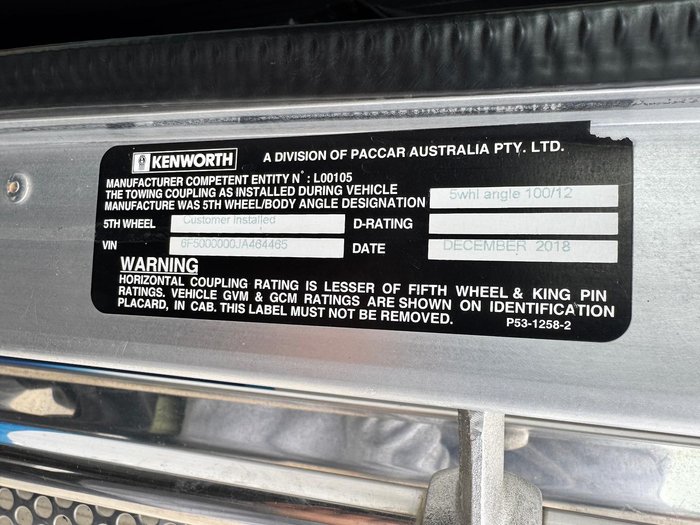 KENWORTH A DIVISION OF PACCAR AUSTRALIA PTY. LTD.
MANUFACTURER COMPETENT ENTITY N°: L00105
THE TOWING COUPLING AS INSTALLED DURING VEHICLE
MANUFACTURE WAS 5TH WHEEL/BODY ANGLE DESIGNATION 5whl angle 100/12
5TH WHEEL Customer Installed D-RATING
VIN 6F5000000JA464465 DATE DECEMBER 2018
WARNING
HORIZONTAL COUPLING RATING IS LESSER OF FIFTH WHEEL & KING PIN
RATINGS. VEHICLE GVM & GCM RATINGS ARE SHOWN ON IDENTIFICATION
PLACARD, IN CAB. THIS LABEL MUST NOT BE REMOVED. P53-1258-2